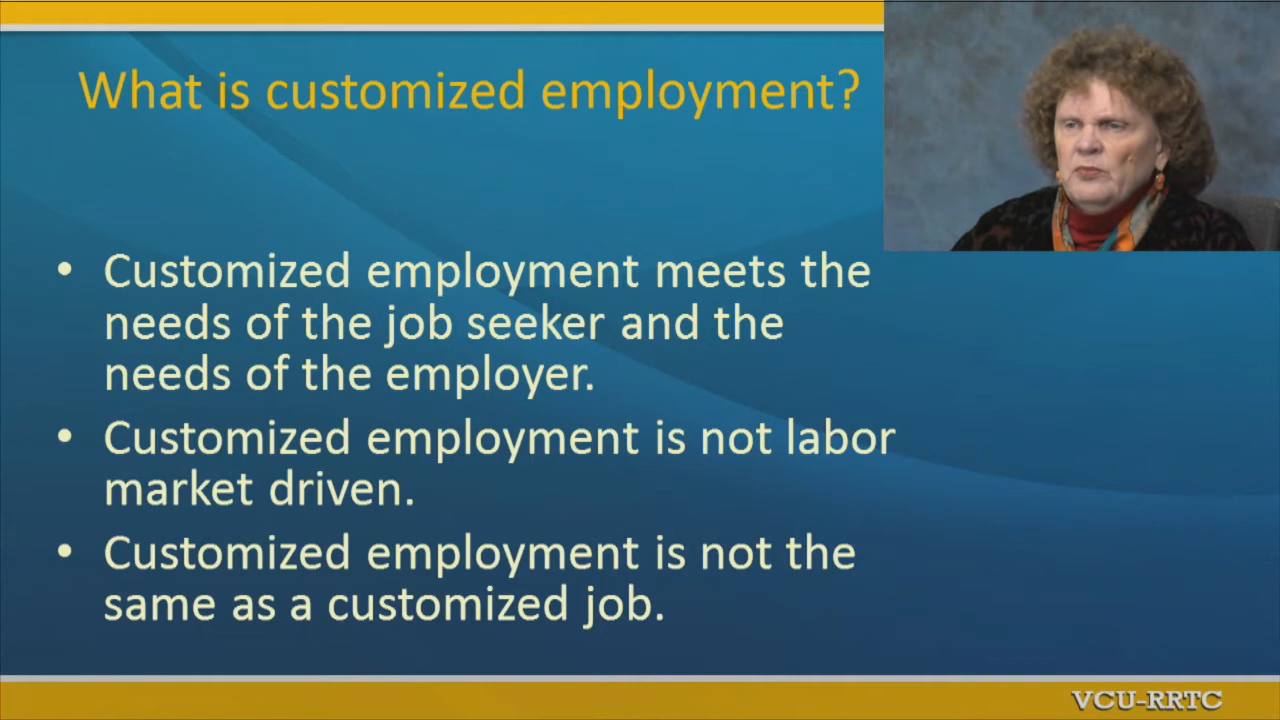 What is customized employment?
• Customized employment meets the
needs of the job seeker and the
needs of the employer.
• Customized employment is not labor
market driven.
• Customized employment is not the
same as a customized job.
VCU-RRTC